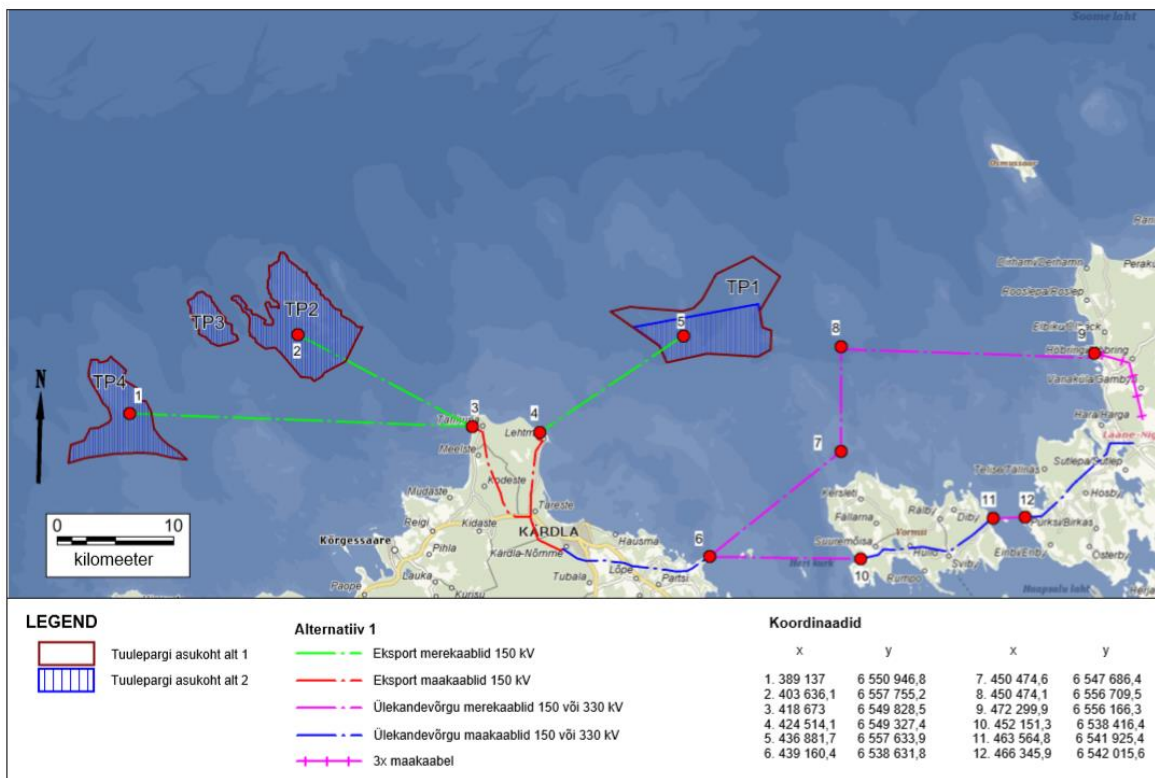 Soome laht
Osmussaar
Dirhami/Derhamn
Perakü
Rooslepa/Roslep
TP1
TP2
TP3
TP4
1
2
3
4
5
6
7
8
9
10
11
12
Höbring
Hara/Harga
Lääne-Nig
Telise/Tällnäs
Sutlepa/Sutlep
Hosby
Österby
Einbi/Enby
Kersleti
Fällarna
Rälby
Diby
Vormsi
Suuremõisa
Hullo
Sviby
Rumpo
Hari kurk
Haapsalu laht
Lehtma
Meelste
Kodeste
Mudaste
Tareste
Reigi
Kidaste
KÄRDLA
Hausma
Kõrgessaare
Pihla
Kärdla-Nõmme
Lõpe
Partsi
Tubala
Paope
Lauka
Kurisu
N
0 10
kilomeeter
LEGEND
Tuulepargi asukoht alt 1
Tuulepargi asukoht alt 2
Alternatiiv 1
Eksport merekaablid 150 kV
Eksport maakaablid 150 kV
Ülekandevõrgu merekaablid 150 või 330 kV
Ülekandevõrgu maakaablid 150 või 330 kV
3x maakaabel
Koordinaadid
x y x y
1. 389 137 6 550 946,8 7. 450 474,6 6 547 686,4
2. 403 636,1 6 557 755,2 8. 450 474,1 6 556 709,5
3. 418 673 6 549 828,5 9. 472 299,9 6 556 166,3
4. 424 514,1 6 549 327,4 10. 452 151,3 6 538 416,4
5. 436 881,7 6 557 633,9 11. 463 564,8 6 541 925,4
6. 439 160,4 6 538 631,8 12. 466 345,9 6 542 015,6